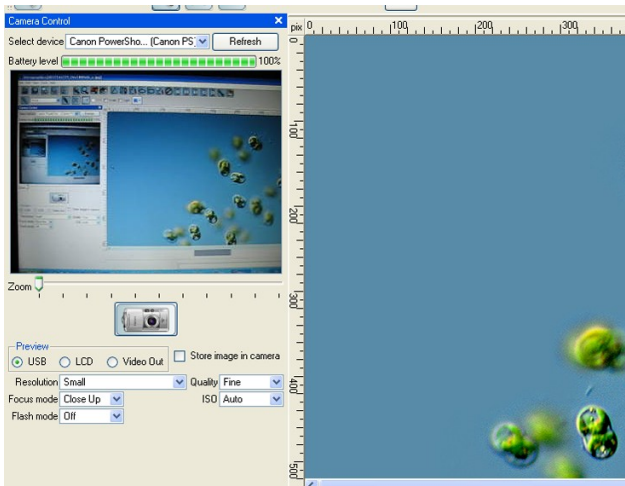 Camera Control
Select device Canon PowerSho... (Canon PS) Refresh
Battery level 100%
Zoom
Preview
USB LCD Video Out Store image in camera
Resolution Small Quality Fine
Focus mode Close Up ISO Auto
Flash mode Off
pix 0 100 200 300
100
200
300
400
500